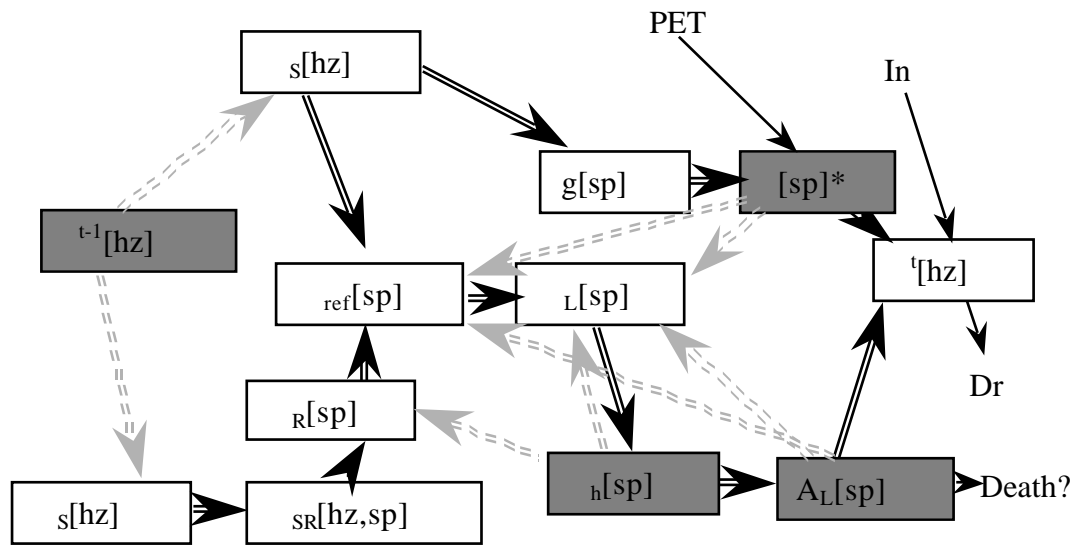 PET
S[hz]
In
g[sp]
[sp]*
t-1[hz]
t[hz]
ref[sp]
L[sp]
Dr
R[sp]
h[sp]
AL[sp]
Death?
S[hz]
SR[hz,sp]